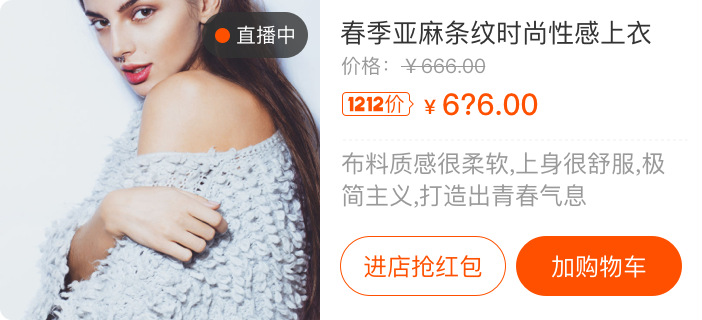 直播中
春季亚麻条纹时尚性感上衣
价格：￥666.00
1212价 ￥6?6.00
布料质感很柔软,上身很舒服,极
简主义,打造出青春气息
进店抢红包
加购物车